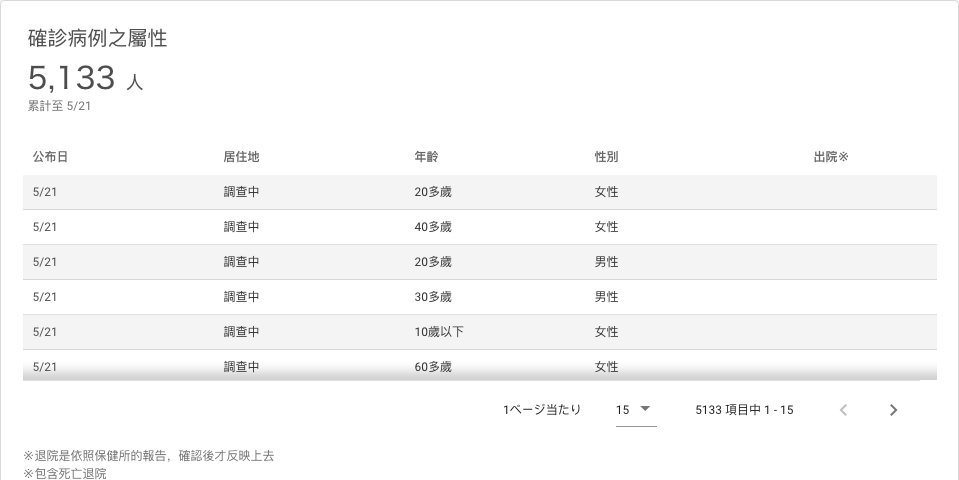 確診病例之屬性
5,133 人
累計至 5/21
公布日 居住地 年齡 性別 出院※
5/21 調查中 20多歲 女性
5/21 調查中 40多歲 女性
5/21 調查中 20多歲 男性
5/21 調查中 30多歲 男性
5/21 調查中 10歲以下 女性
5/21 調查中 60多歲 女性
1ページ当たり 15 5133 項目中 1 - 15
※退院是依照保健所的報告，確認後才反映上去
※包含死亡退院